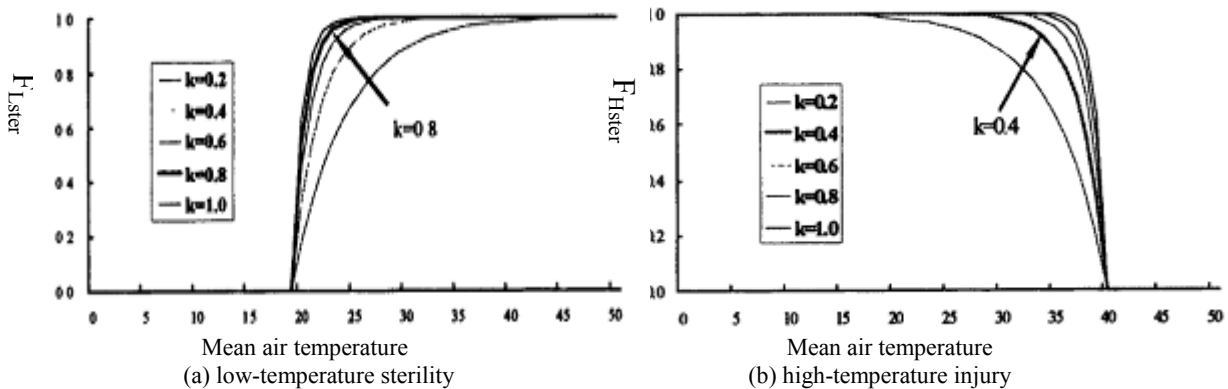 1.0
0.8
0.6
0.4
0.2
0.0
F Lster
k=0.2
k=0.4
k=0.6
k=0.8
k=1.0
k=0 8
0 5 10 15 20 25 30 35 40 45 50
Mean air temperature
(a) low-temperature sterility
F Hster
k=0.2
k=0.4
k=0.6
k=0.8
k=1.0
k=0.4
0 5 10 15 20 25 30 35 40 45 50
Mean air temperature
(b) high-temperature injury